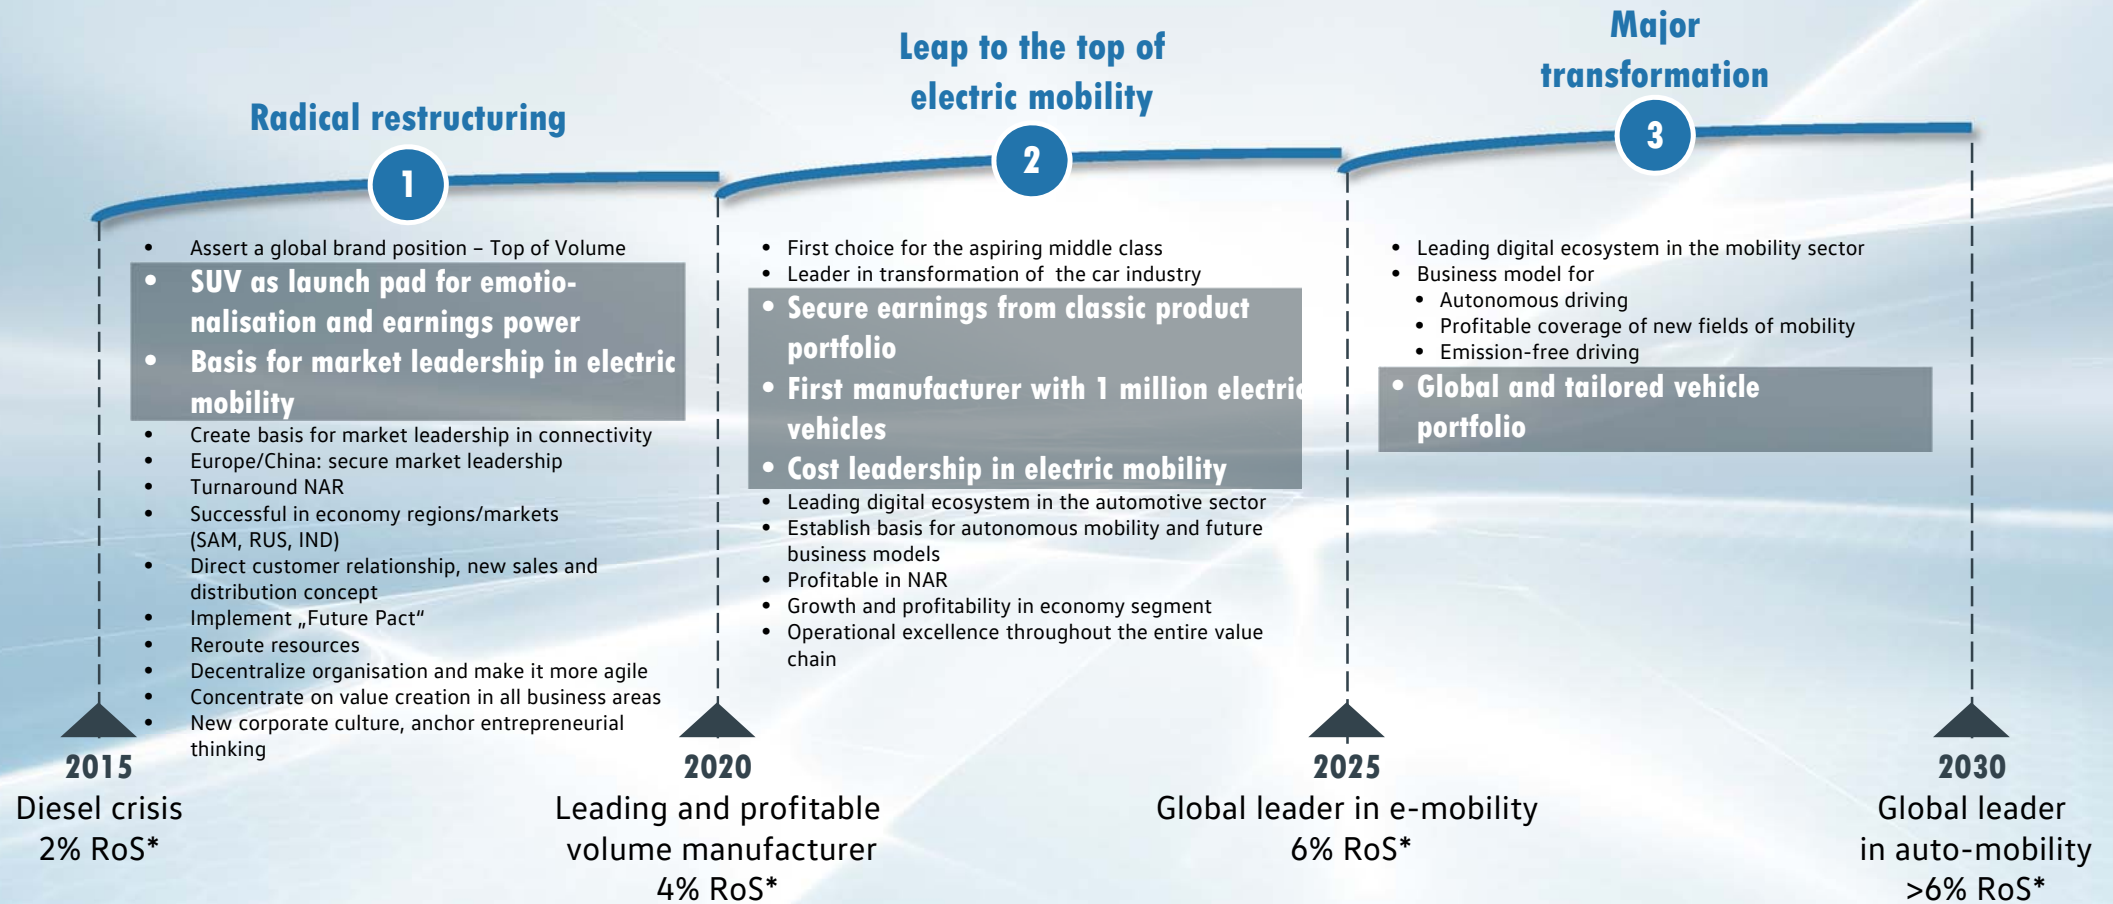 Radical restructuring
1
• Assert a global brand position – Top of Volume
• SUV as launch pad for emotio-
nalisation and earnings power
• Basis for market leadership in electric
mobility
• Create basis for market leadership in connectivity
• Europe/China: secure market leadership
• Turnaround NAR
• Successful in economy regions/markets
(SAM, RUS, IND)
• Direct customer relationship, new sales and
distribution concept
• Implement „Future Pact“
• Reroute resources
• Decentralize organisation and make it more agile
• Concentrate on value creation in all business areas
• New corporate culture, anchor entrepreneurial
thinking
Leap to the top of
electric mobility
2
• First choice for the aspiring middle class
• Leader in transformation of the car industry
• Secure earnings from classic product
portfolio
• First manufacturer with 1 million electric
vehicles
• Cost leadership in electric mobility
• Leading digital ecosystem in the automotive sector
• Establish basis for autonomous mobility and future
business models
• Profitable in NAR
• Growth and profitability in economy segment
• Operational excellence throughout the entire value
chain
Major
transformation
3
• Leading digital ecosystem in the mobility sector
• Business model for
• Autonomous driving
• Profitable coverage of new fields of mobility
• Emission-free driving
• Global and tailored vehicle
portfolio
2015
Diesel crisis
2% RoS*
2020
Leading and profitable
volume manufacturer
4% RoS*
2025
Global leader in e-mobility
6% RoS*
2030
Global leader
in auto-mobility
>6% RoS*